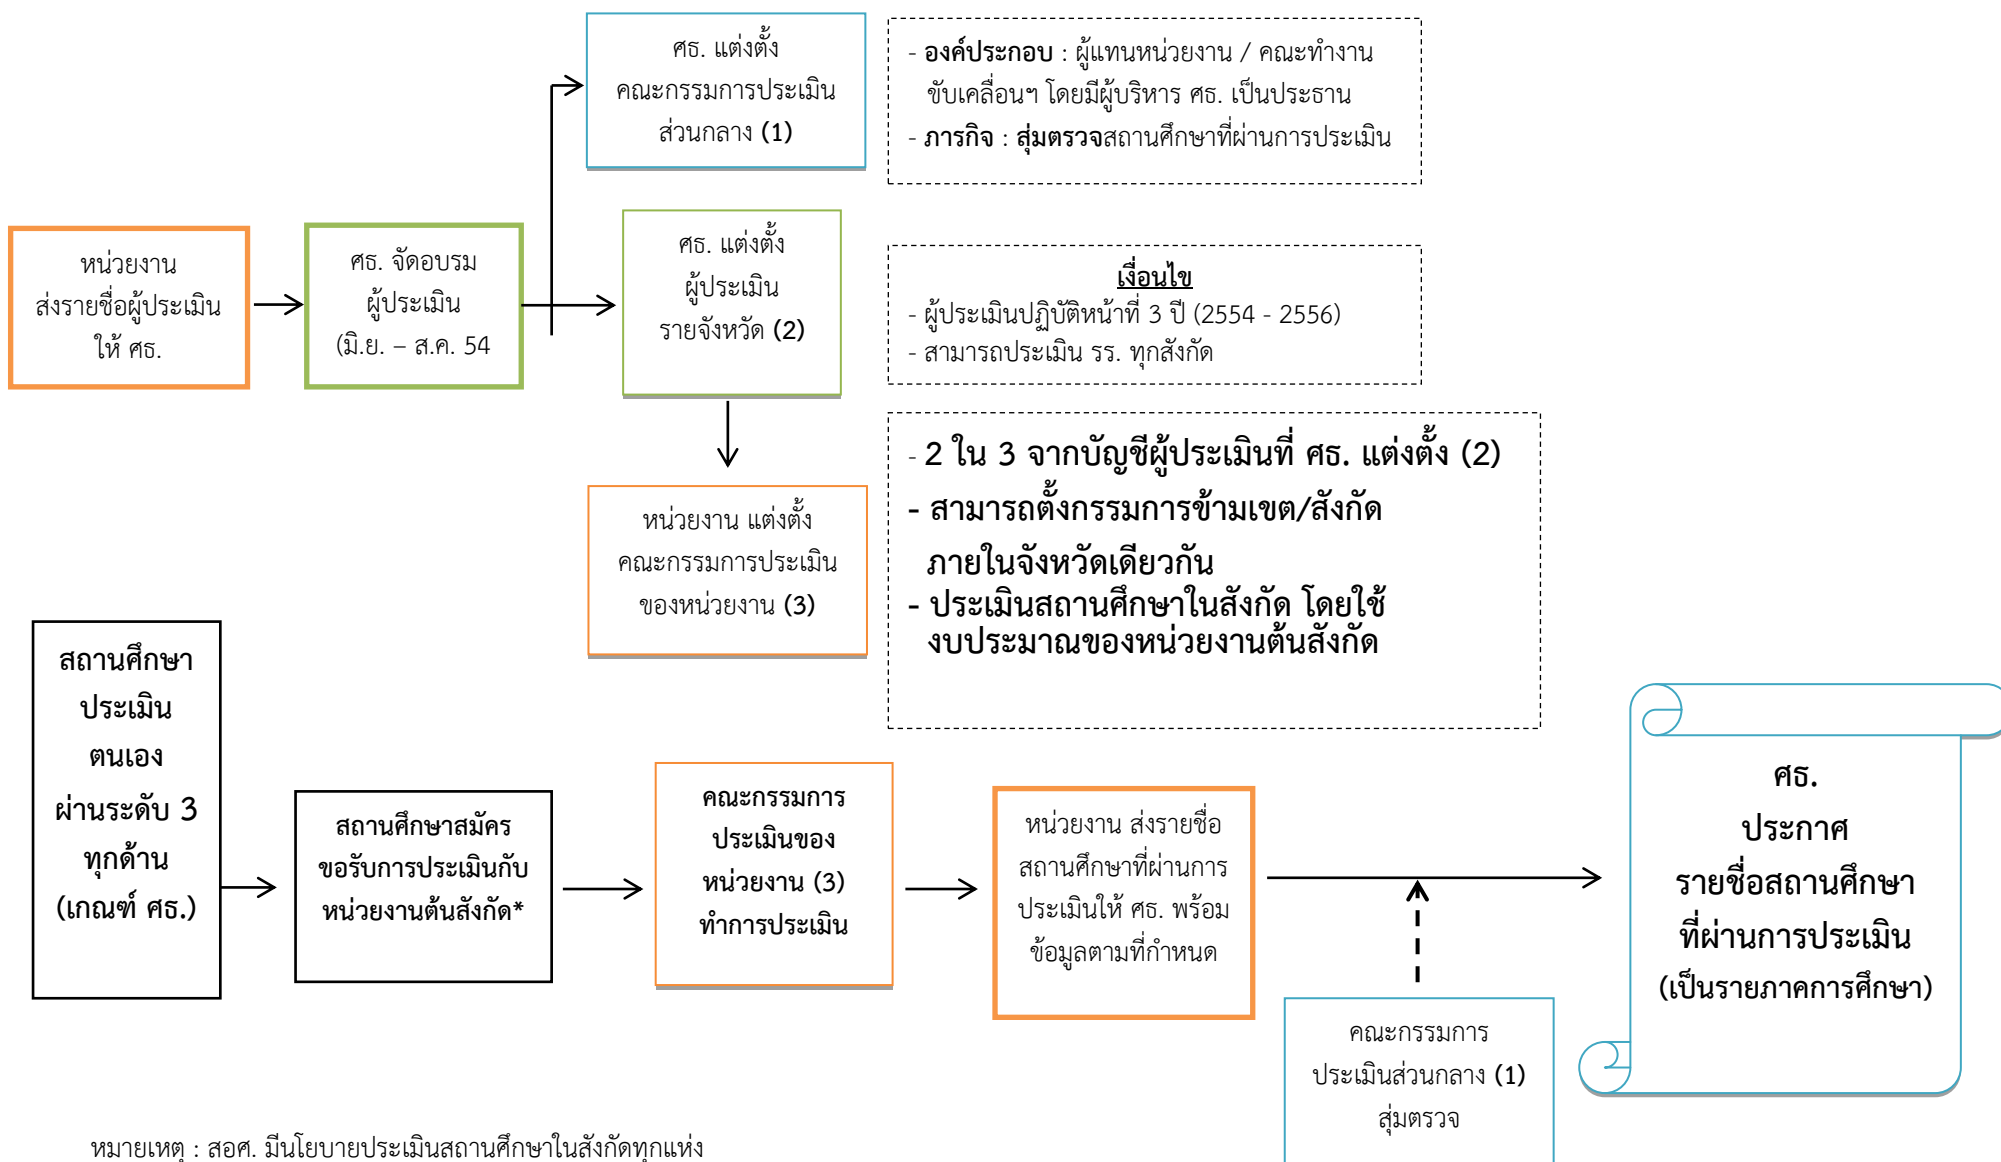 ศธ. แต่งตั้ง
คณะกรรมการประเมิน
ส่วนกลาง (1)
- องค์ประกอบ : ผู้แทนหน่วยงาน / คณะทำงาน
ขับเคลื่อนฯ โดยมีผู้บริหาร ศธ. เป็นประธาน
- ภารกิจ : สุ่มตรวจสถานศึกษาที่ผ่านการประเมิน
หน่วยงาน
ส่งรายชื่อผู้ประเมิน
ให้ ศธ.
ศธ. จัดอบรม
ผู้ประเมิน
(มิ.ย. – ส.ค. 54
ศธ. แต่งตั้ง
ผู้ประเมิน
รายจังหวัด (2)
เงื่อนไข
- ผู้ประเมินปฏิบัติหน้าที่ 3 ปี (2554 - 2556)
- สามารถประเมิน รร. ทุกสังกัด
หน่วยงาน แต่งตั้ง
คณะกรรมการประเมิน
ของหน่วยงาน (3)
- 2 ใน 3 จากบัญชีผู้ประเมินที่ ศธ. แต่งตั้ง (2)
- สามารถตั้งกรรมการข้ามเขต/สังกัด
ภายในจังหวัดเดียวกัน
- ประเมินสถานศึกษาในสังกัด โดยใช้
งบประมาณของหน่วยงานต้นสังกัด
สถานศึกษา
ประเมิน
ตนเอง
ผ่านระดับ 3
ทุกด้าน
(เกณฑ์ ศธ.)
สถานศึกษาสมัคร
ขอรับการประเมินกับ
หน่วยงานต้นสังกัด*
คณะกรรมการ
ประเมินของ
หน่วยงาน (3)
ทำการประเมิน
หน่วยงาน ส่งรายชื่อ
สถานศึกษาที่ผ่านการ
ประเมินให้ ศธ. พร้อม
ข้อมูลตามที่กำหนด
คณะกรรมการ
ประเมินส่วนกลาง (1)
สุ่มตรวจ
ศธ.
ประกาศ
รายชื่อสถานศึกษา
ที่ผ่านการประเมิน
(เป็นรายภาคการศึกษา)
หมายเหตุ : สอศ. มีนโยบายประเมินสถานศึกษาในสังกัดทุกแห่ง